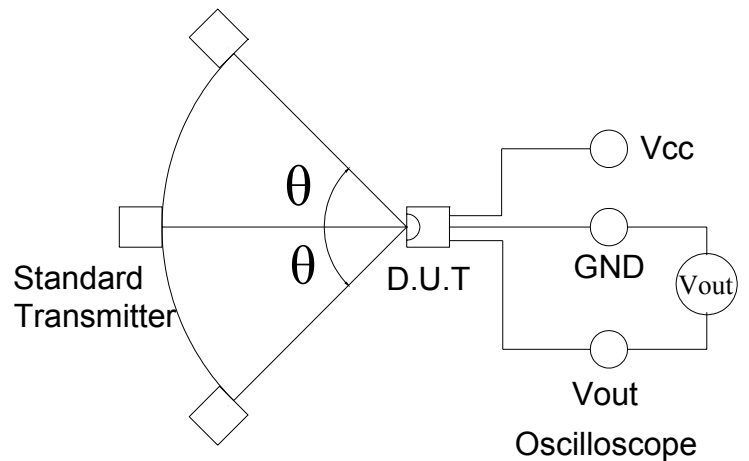 θ
θ
Standard
Transmitter
D.U.T
Vcc
GND
Vout
Vout
Oscilloscope